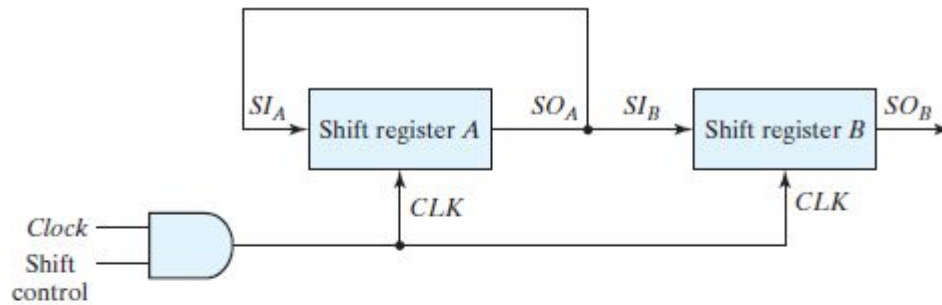 SI_A
Shift register A
SO_A
SI_B
Shift register B
SO_B
CLK
CLK
Clock
Shift
control